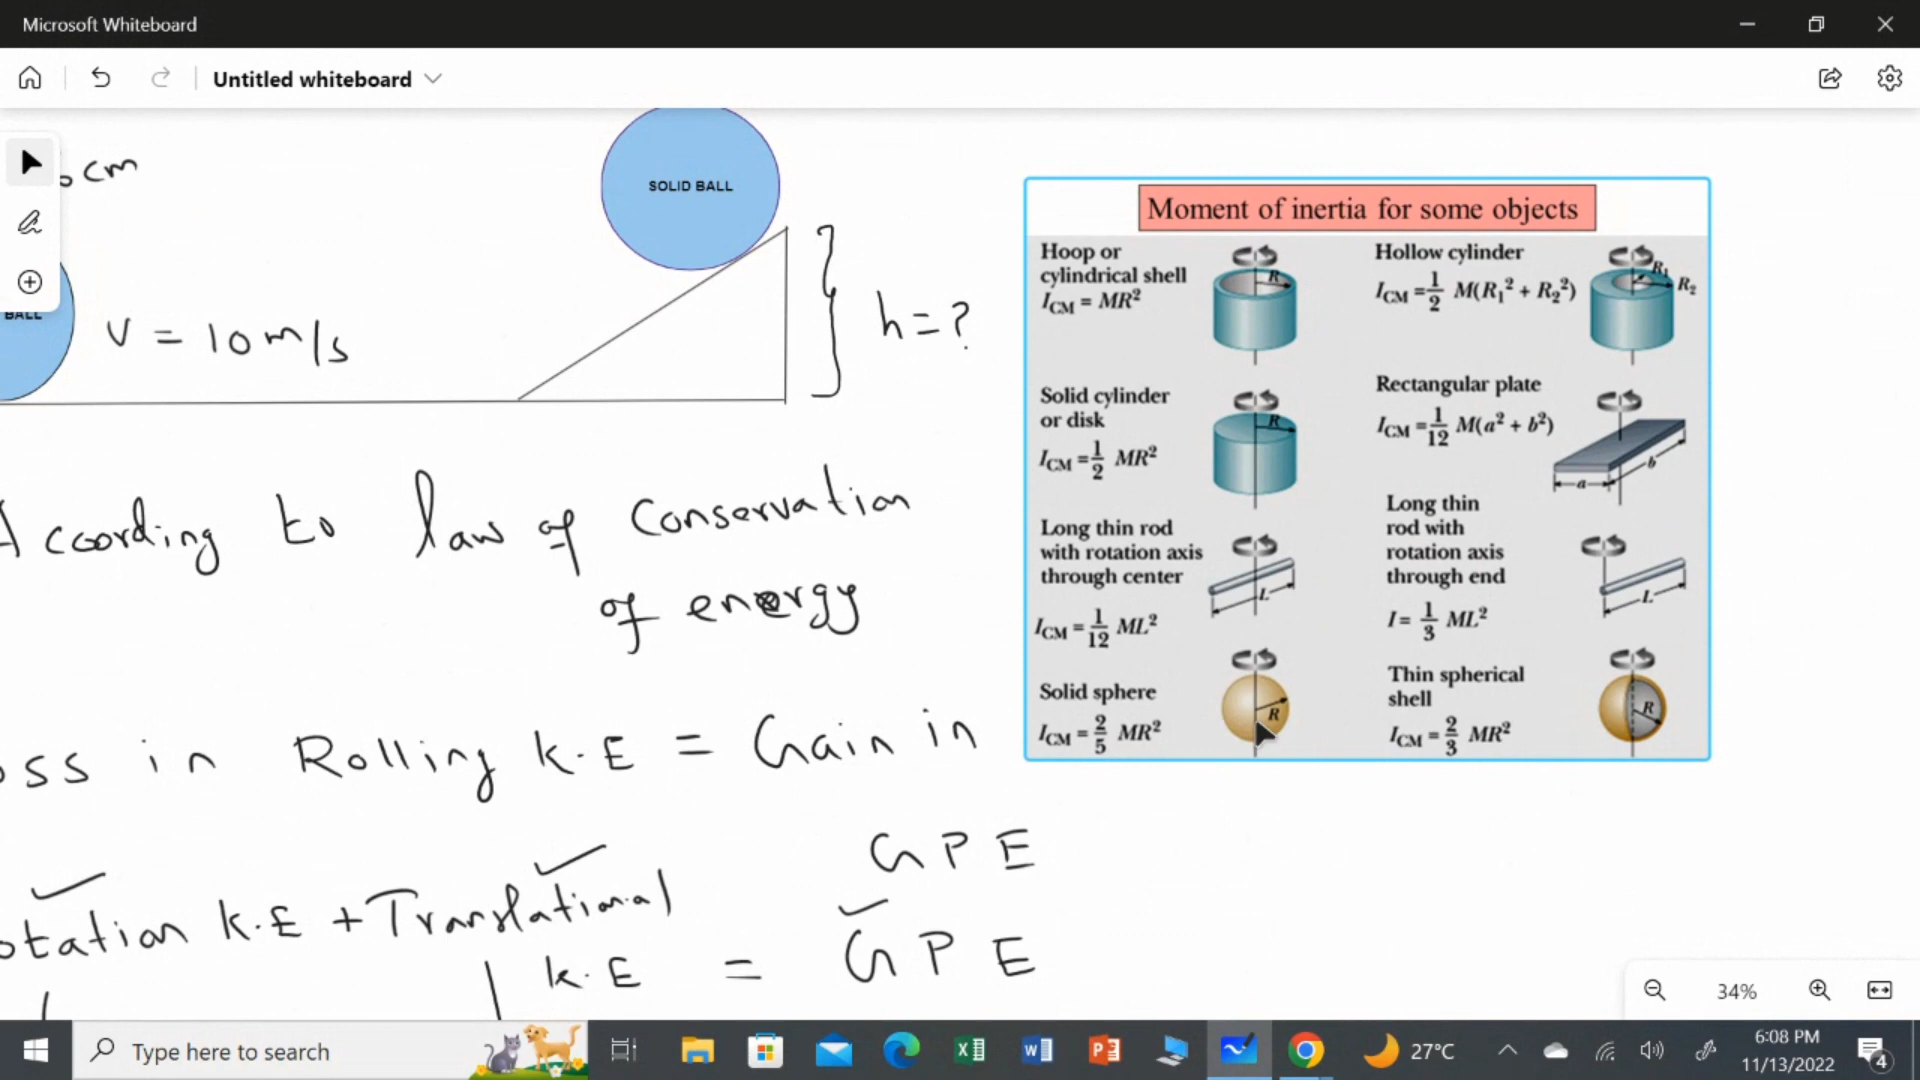 Microsoft Whiteboard
Untitled whiteboard
cm
SOLID BALL
BALL
V = 10 m/s
h = ?
According to law of Conservation
of energy
oss in Rolling K.E = Gain in
GPE
otation K.E + Translational
K.E = GPE
Moment of inertia for some objects
Hoop or
cylindrical shell
I_CM = MR²
R
Hollow cylinder
I_CM = 1/2 M(R₁² + R₂²)
R₁
R₂
Solid cylinder
or disk
I_CM = 1/2 MR²
R
Rectangular plate
I_CM = 1/12 M(a² + b²)
a
b
Long thin rod
with rotation axis
through center
I_CM = 1/12 ML²
L
Long thin
rod with
rotation axis
through end
I = 1/3 ML²
L
Solid sphere
I_CM = 2/5 MR²
R
Thin spherical
shell
I_CM = 2/3 MR²
R
34%
Type here to search
27°C
6:08 PM
11/13/2022
4